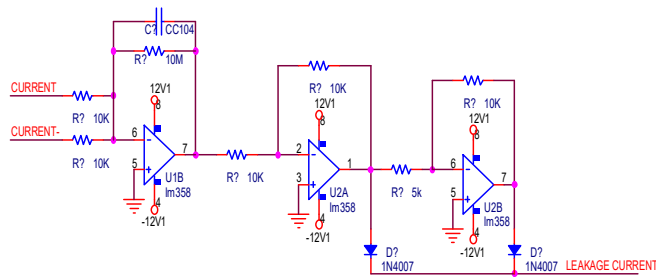 C? CC104
R? 10M
CURRENT
R? 10K
CURRENT-
R? 10K
12V1
8
6
5
7
U1B
lm358
4
-12V1
R? 10K
R? 10K
12V1
8
2
3
1
U2A
lm358
4
-12V1
R? 5k
R? 10K
12V1
8
6
5
7
U2B
lm358
4
-12V1
D?
1N4007
D?
1N4007
LEAKAGE CURRENT